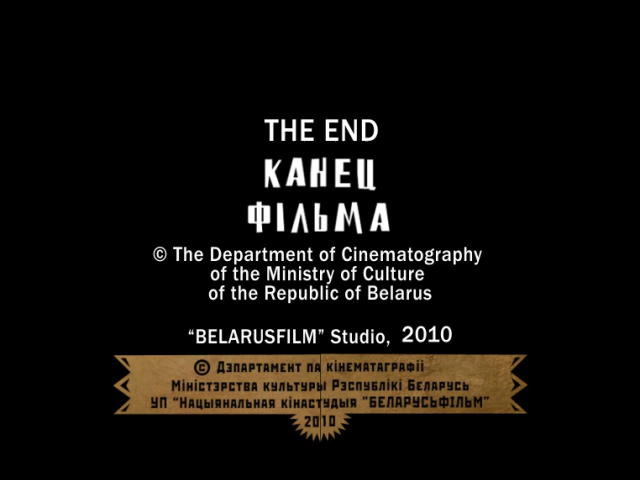 THE END
КАНЕЦ
ФІЛЬМА
© The Department of Cinematography
of the Ministry of Culture
of the Republic of Belarus
“BELARUSFILM” Studio, 2010
© Дэпартамент па кінематаграфіі
Міністэрства культуры Рэспублікі Беларусь
УП "Нацыянальная кінастудыя "БЕЛАРУСЬФІЛЬМ"
2010